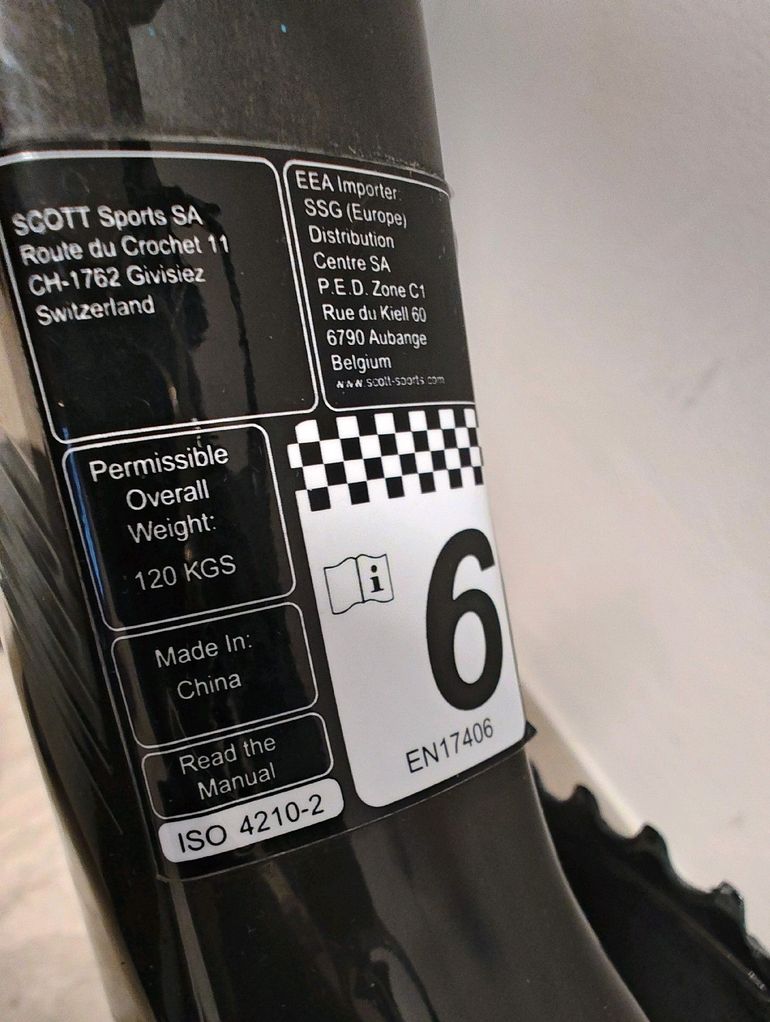 SCOTT Sports SA
Route du Crochet 11
CH-1762 Givisiez
Switzerland
EEA Importer:
SSG (Europe)
Distribution
Centre SA
P.E.D. Zone C1
Rue du Kiell 60
6790 Aubange
Belgium
www.scott-sports.com
Permissible
Overall
Weight:
120 KGS
Made In:
China
Read the
Manual
ISO 4210-2
i
6
EN17406